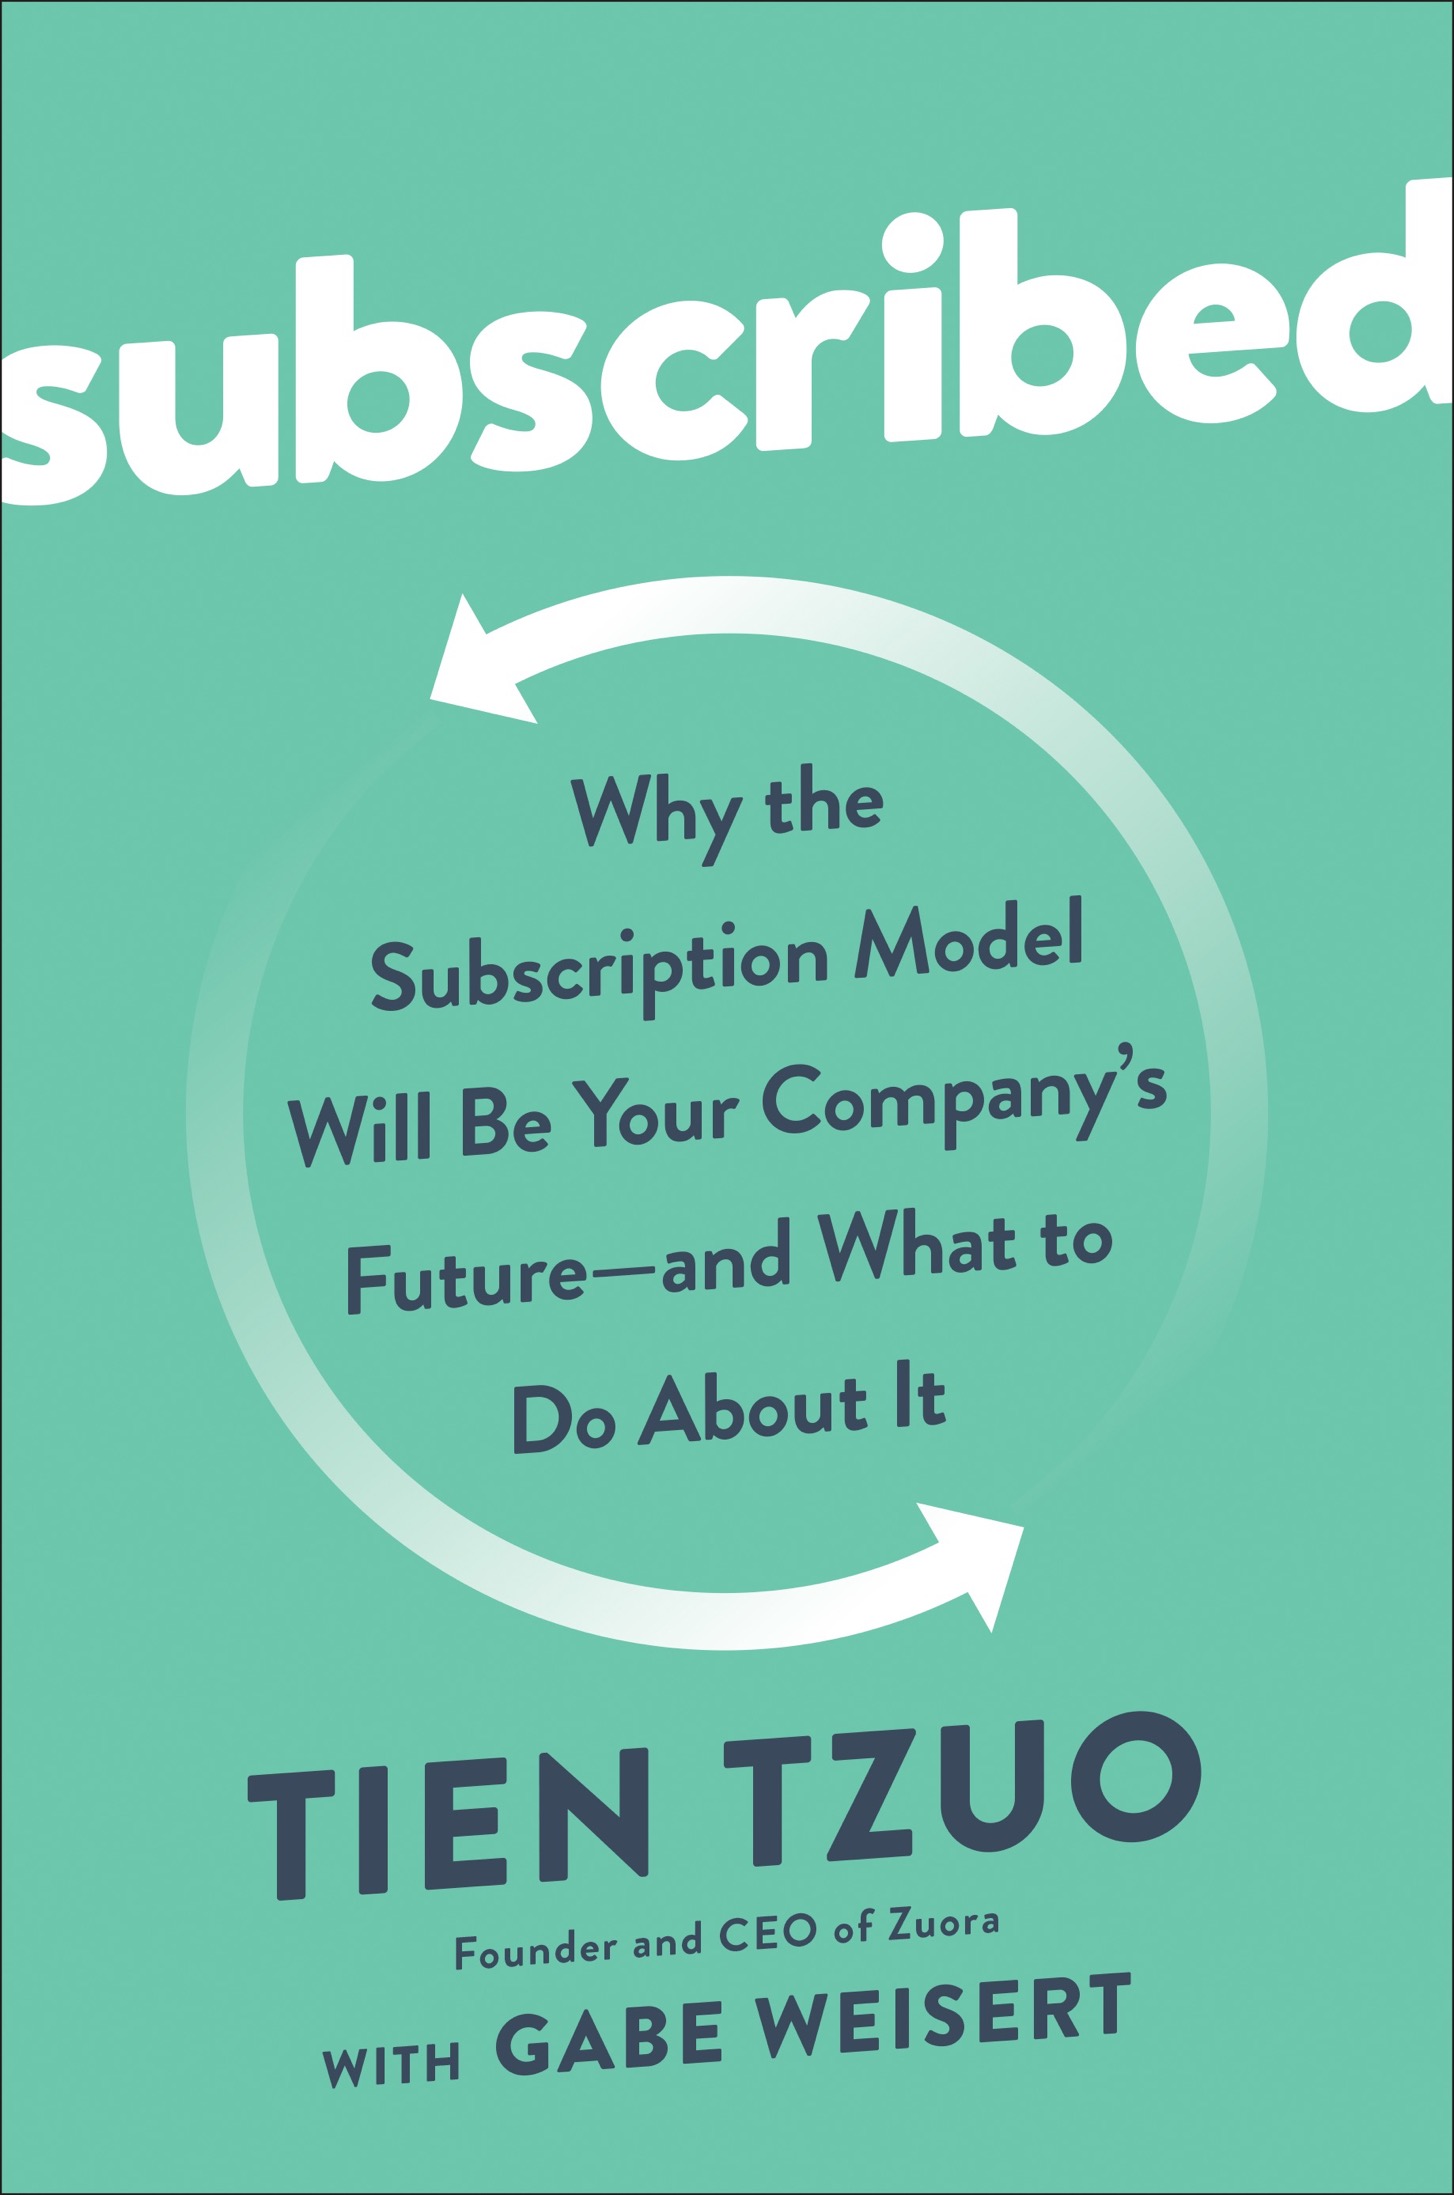 subscribed
Why the
Subscription Model
Will Be Your Company’s
Future—and What to
Do About It
TIEN TZUO
Founder and CEO of Zuora
WITH GABE WEISERT